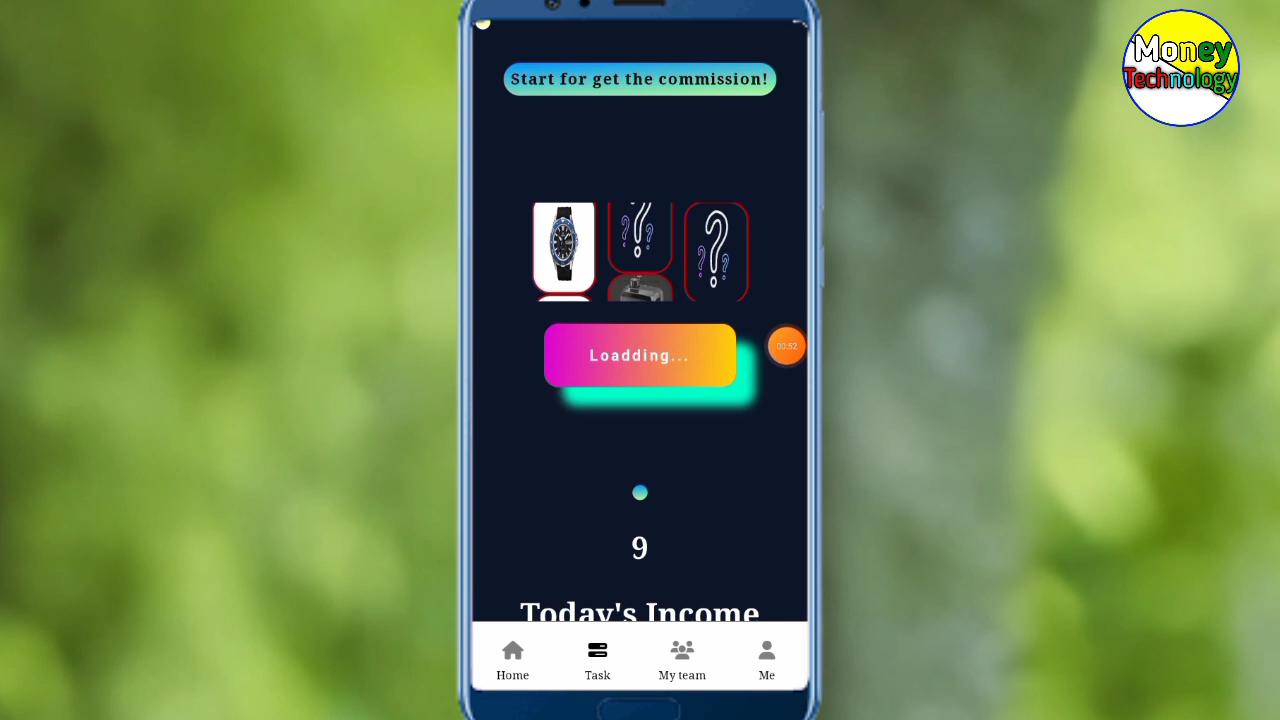 Money
Technology
Start for get the commission!
Loadding...
00:52
9
Today's Income
Home
Task
My team
Me